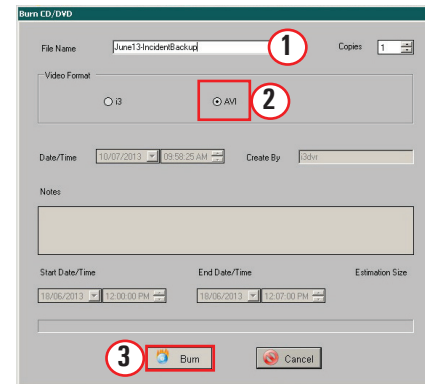 Burn CD/DVD
File Name June13-IncidentBackup 1 Copies 1
Video Format
i3 AVI 2
Date/Time 10/07/2013 09:58:25 AM Create By i3dvr
Notes
Start Date/Time End Date/Time Estimation Size
18/06/2013 12:00:00 PM 18/06/2013 12:07:00 PM
3 Burn Cancel